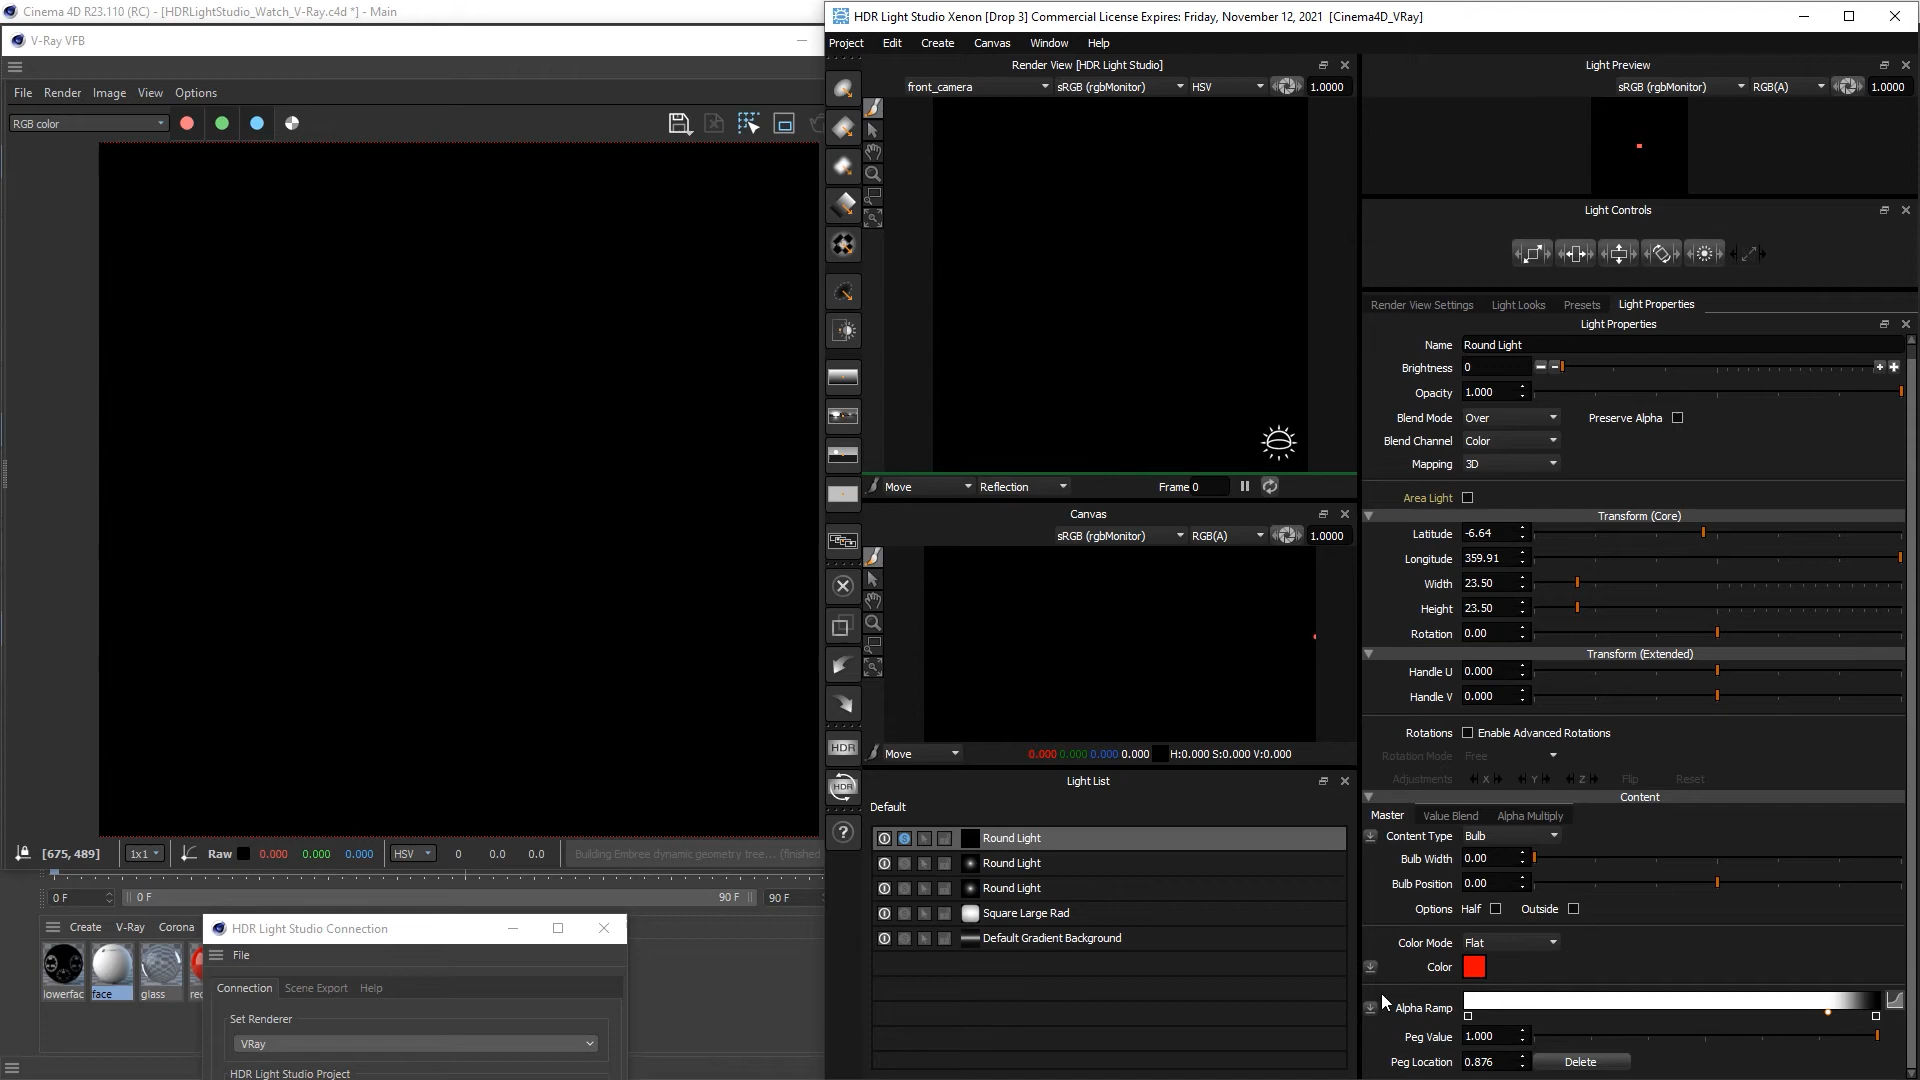 Cinema 4D R23.110 (RC) - [HDRLightStudio_Watch_V-Ray.c4d *] - Main
V-Ray VFB
File Render Image View Options
RGB color
[675, 489] 1x1 Raw 0.000 0.000 0.000 HSV 0 0.0 0.0 Building Embree dynamic geometry tree... (finished
0 F 0 F 90 F 90 F
Create V-Ray Corona
lowerfac face glass
HDR Light Studio Connection
File
Connection Scene Export Help
Set Renderer
VRay
HDR Light Studio Project
HDR Light Studio Xenon [Drop 3] Commercial License Expires: Friday, November 12, 2021 [Cinema4D_VRay]
Project Edit Create Canvas Window Help
Render View [HDR Light Studio]
front_camera sRGB (rgbMonitor) HSV 1.0000
Move Reflection Frame 0
Canvas
sRGB (rgbMonitor) RGB(A) 1.0000
Move 0.000 0.000 0.000 0.000 H:0.000 S:0.000 V:0.000
HDR
HDR
Light List
Default
Round Light
Round Light
Round Light
Square Large Rad
Default Gradient Background
Light Preview
sRGB (rgbMonitor) RGB(A) 1.0000
Light Controls
Render View Settings Light Looks Presets Light Properties
Light Properties
Name Round Light
Brightness 0
Opacity 1.000
Blend Mode Over Preserve Alpha
Blend Channel Color
Mapping 3D
Area Light
Transform (Core)
Latitude -6.64
Longitude 359.91
Width 23.50
Height 23.50
Rotation 0.00
Transform (Extended)
Handle U 0.000
Handle V 0.000
Rotations Enable Advanced Rotations
Rotation Mode Free
Adjustments X Y Z Flip Reset
Content
Master Value Blend Alpha Multiply
Content Type Bulb
Bulb Width 0.00
Bulb Position 0.00
Options Half Outside
Color Mode Flat
Color
Alpha Ramp
Peg Value 1.000
Peg Location 0.876 Delete